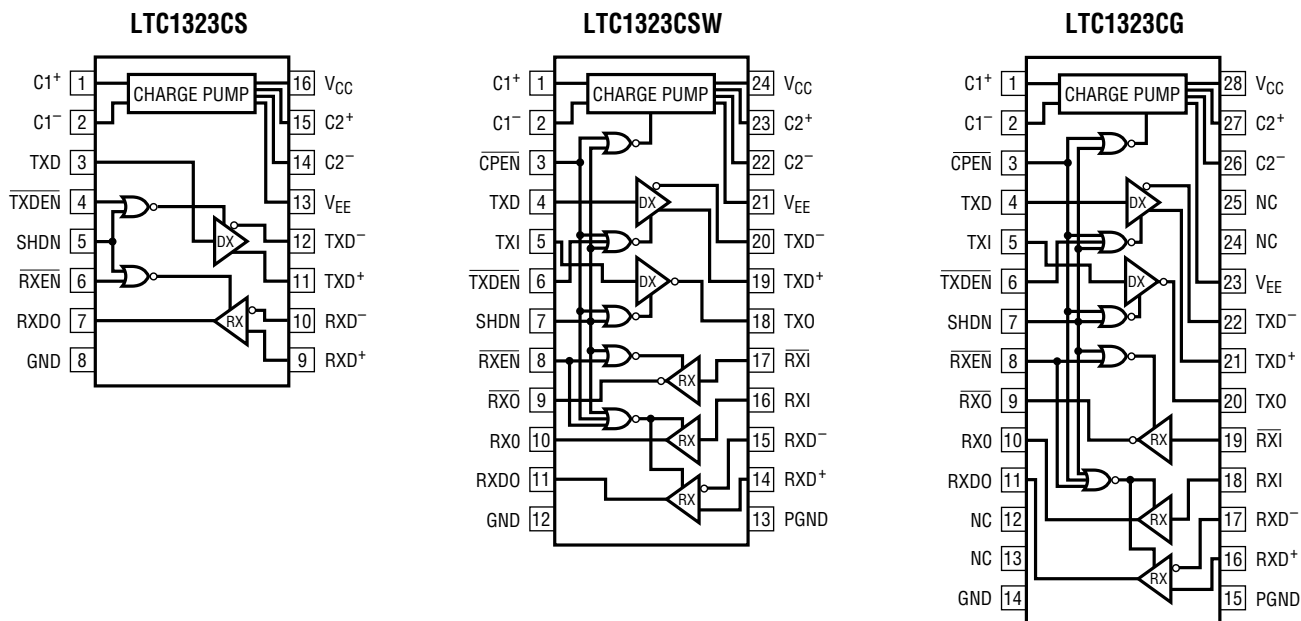 LTC1323CS
CHARGE PUMP
C1+ 1
C1− 2
TXD 3
TXDEN 4
SHDN 5
RXEN 6
RXDO 7
GND 8
16 VCC
15 C2+
14 C2−
13 VEE
12 TXD−
11 TXD+
10 RXD−
9 RXD+
DX
RX
LTC1323CSW
CHARGE PUMP
C1+ 1
C1− 2
CPEN 3
TXD 4
TXI 5
TXDEN 6
SHDN 7
RXEN 8
RXO 9
RX0 10
RXDO 11
GND 12
24 VCC
23 C2+
22 C2−
21 VEE
20 TXD−
19 TXD+
18 TXO
17 RXI
16 RXI
15 RXD−
14 RXD+
13 PGND
DX
DX
RX
RX
RX
LTC1323CG
CHARGE PUMP
C1+ 1
C1− 2
CPEN 3
TXD 4
TXI 5
TXDEN 6
SHDN 7
RXEN 8
RXO 9
RX0 10
RXDO 11
NC 12
NC 13
GND 14
28 VCC
27 C2+
26 C2−
25 NC
24 NC
23 VEE
22 TXD−
21 TXD+
20 TXO
19 RXI
18 RXI
17 RXD−
16 RXD+
15 PGND
DX
DX
RX
RX
RX